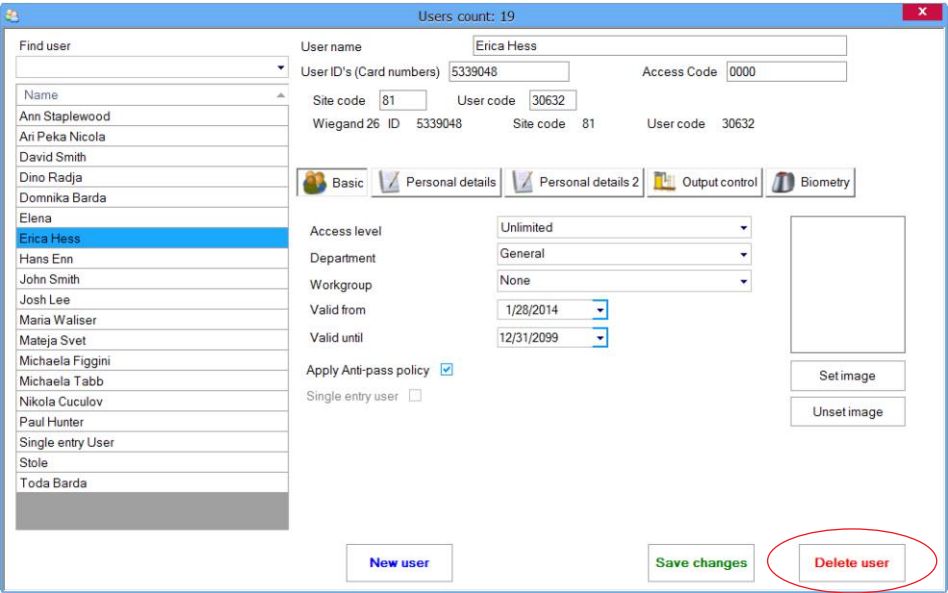 Users count: 19
x
Find user
Name
Ann Staplewood
Ari Peka Nicola
David Smith
Dino Radja
Domnika Barda
Elena
Erica Hess
Hans Enn
John Smith
Josh Lee
Maria Waliser
Mateja Svet
Michaela Figgini
Michaela Tabb
Nikola Cuculov
Paul Hunter
Single entry User
Stole
Toda Barda
User name Erica Hess
User ID's (Card numbers) 5339048 Access Code 0000
Site code 81 User code 30632
Wiegand 26 ID 5339048 Site code 81 User code 30632
Basic Personal details Personal details 2 Output control Biometry
Access level Unlimited
Department General
Workgroup None
Valid from 1/28/2014
Valid until 12/31/2099
Apply Anti-pass policy
Single entry user
Set image
Unset image
New user Save changes Delete user